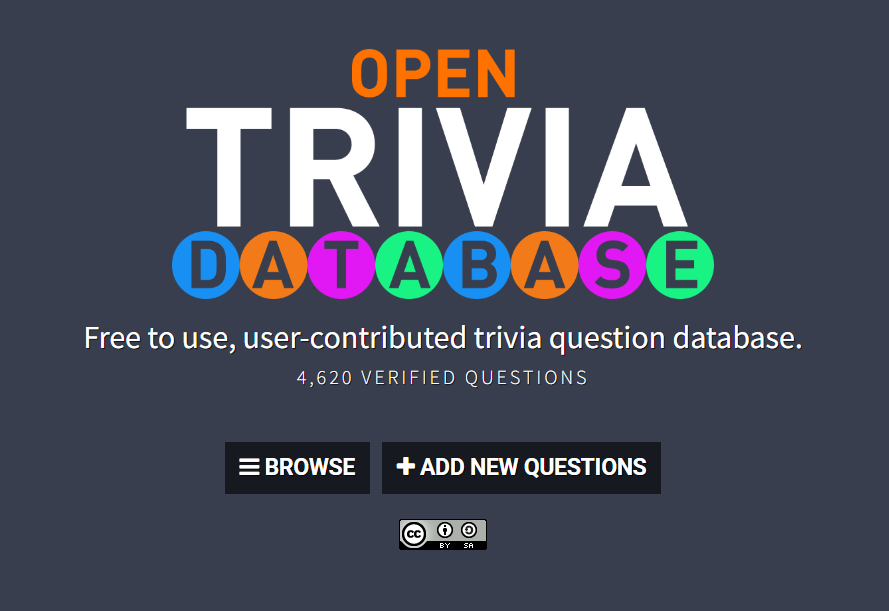 OPEN
TRIVIA
DATABASE
Free to use, user-contributed trivia question database.
4,620 VERIFIED QUESTIONS
BROWSE
ADD NEW QUESTIONS
cc
BY SA